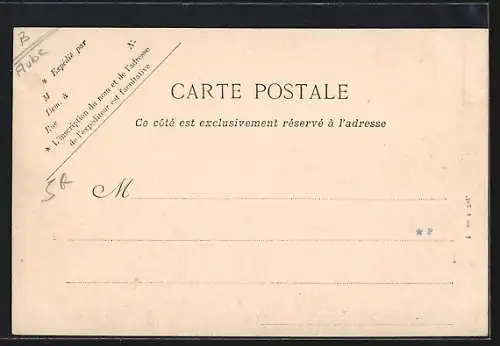 B
Aube
* Expédié par
M
Dem. à
Rue
N:
* L'inscription du nom et de l'adresse
de l'expéditeur est facultative
CARTE POSTALE
Ce côté est exclusivement réservé à l'adresse
M
* P